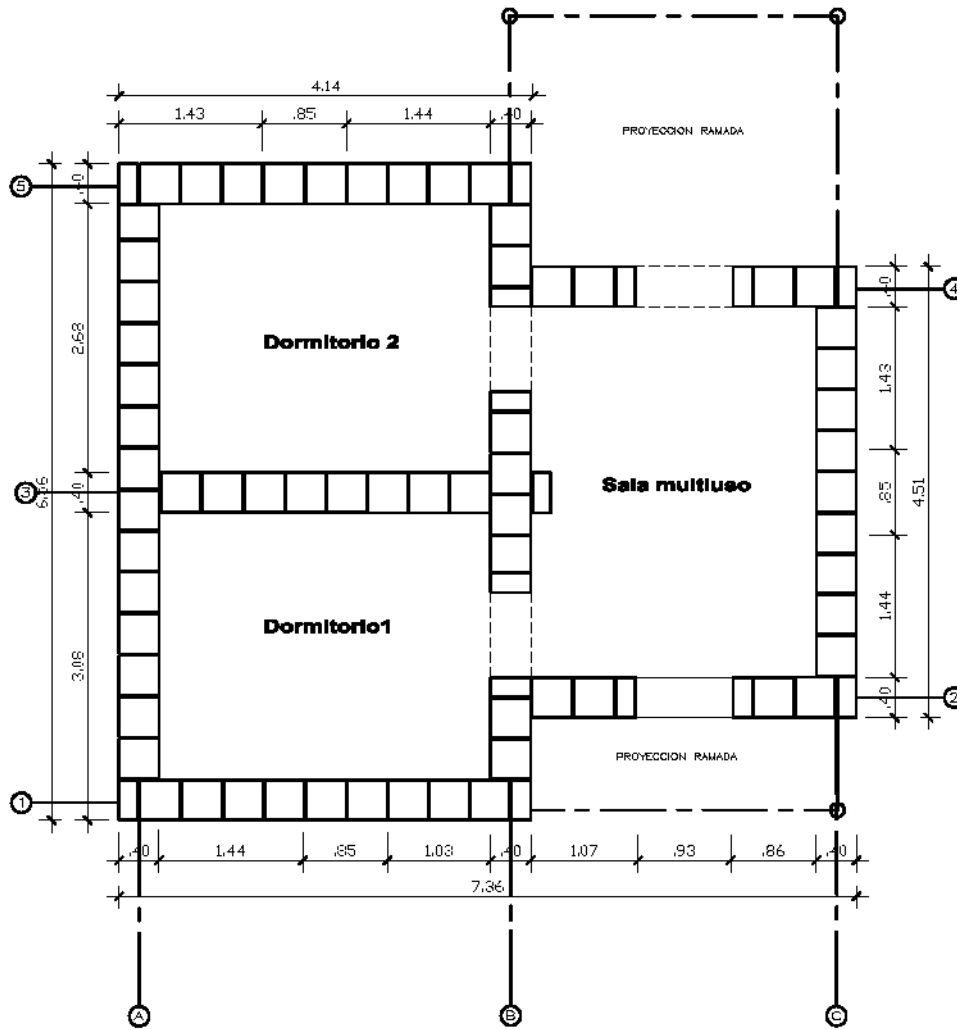 4.14
1.43 .85 1.44 .40
PROYECCION RAMADA
5
.40
4
.40
2.68
Dormitorio 2
1.43
3
.40
Sala multiuso
.85
4.51
Dormitorio1
1.44
3.08
.40
2
PROYECCION RAMADA
1
.40 1.44 .85 1.03 .40 1.07 .93 .86 .40
7.36
A B C